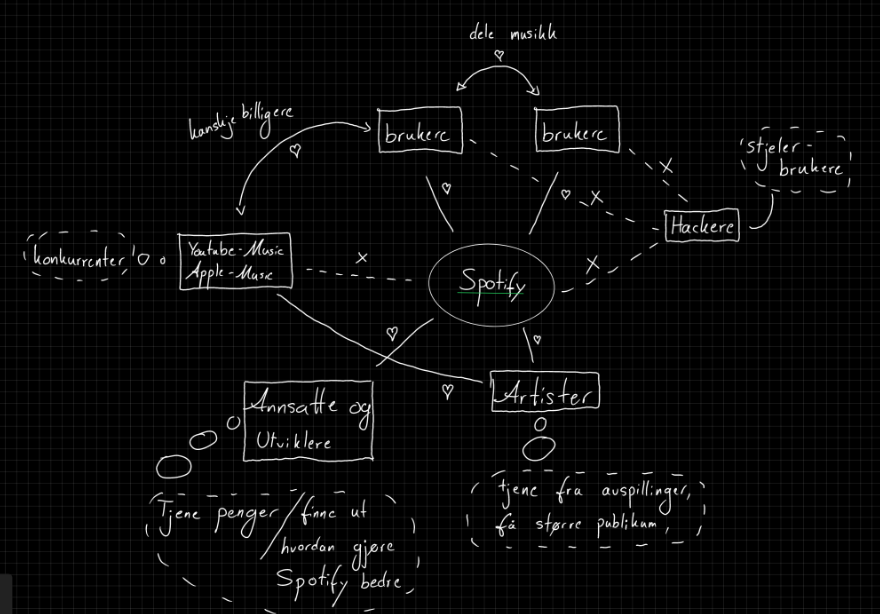 dele musikk
kanskje billigere
brukere
brukere
'stjeler-
brukere
Hackere
konkurrenter
Youtube-Music
Apple-Music
x
x
x
x
Spotify
Annsatte og
Utviklere
Artister
Tjene penger/finne ut
hvordan gjøre
Spotify bedre,
tjene fra avspillinger,
få større publikum,